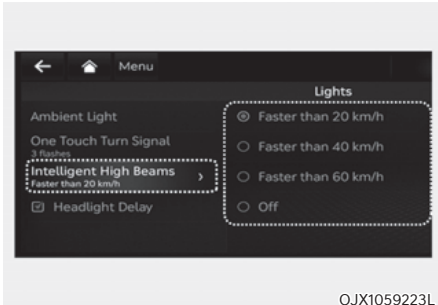 Menu
Lights
Ambient Light
One Touch Turn Signal
3 flashes
Intelligent High Beams
Faster than 20 km/h
Headlight Delay
Faster than 20 km/h
Faster than 40 km/h
Faster than 60 km/h
Off
OJX1059223L